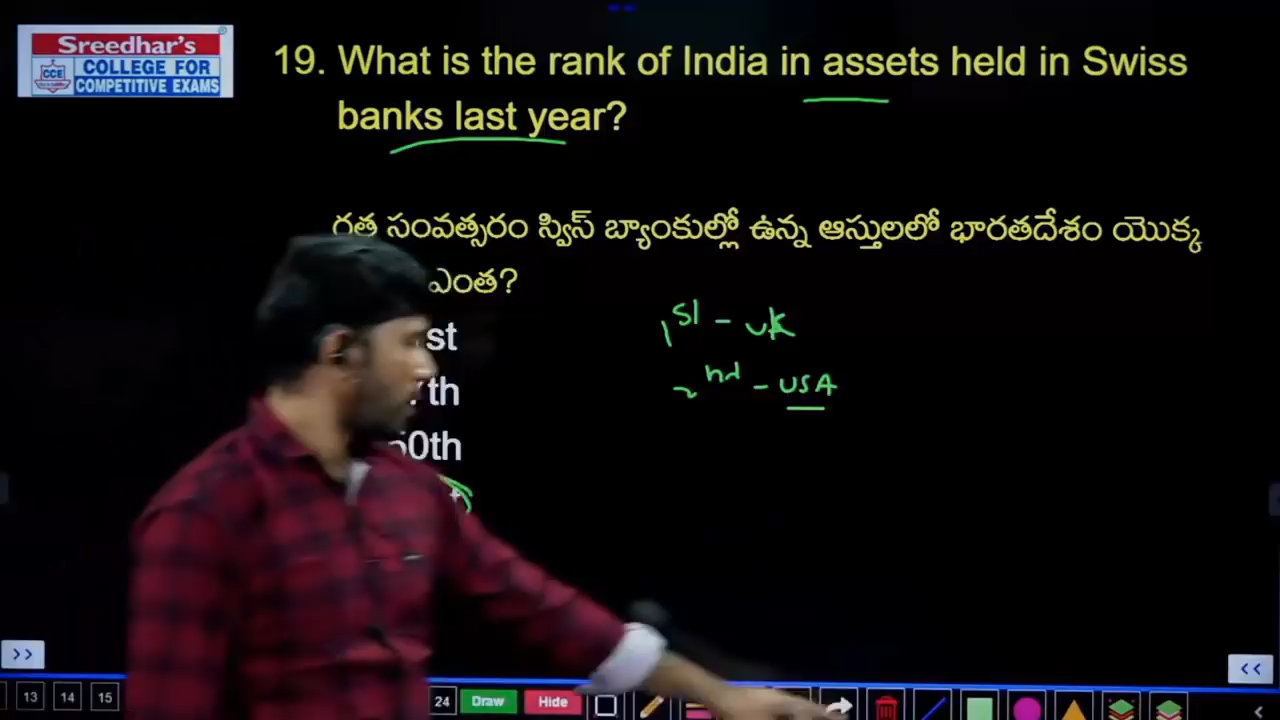 Sreedhar's
CCE
COLLEGE FOR
COMPETITIVE EXAMS
19. What is the rank of India in assets held in Swiss
banks last year?
గత సంవత్సరం స్విస్ బ్యాంకుల్లో ఉన్న ఆస్తులలో భారతదేశం యొక్క
ఎంత?
st
th
50th
1st - UK
2nd - USA
>>
<<
13 14 15 24 Draw Hide